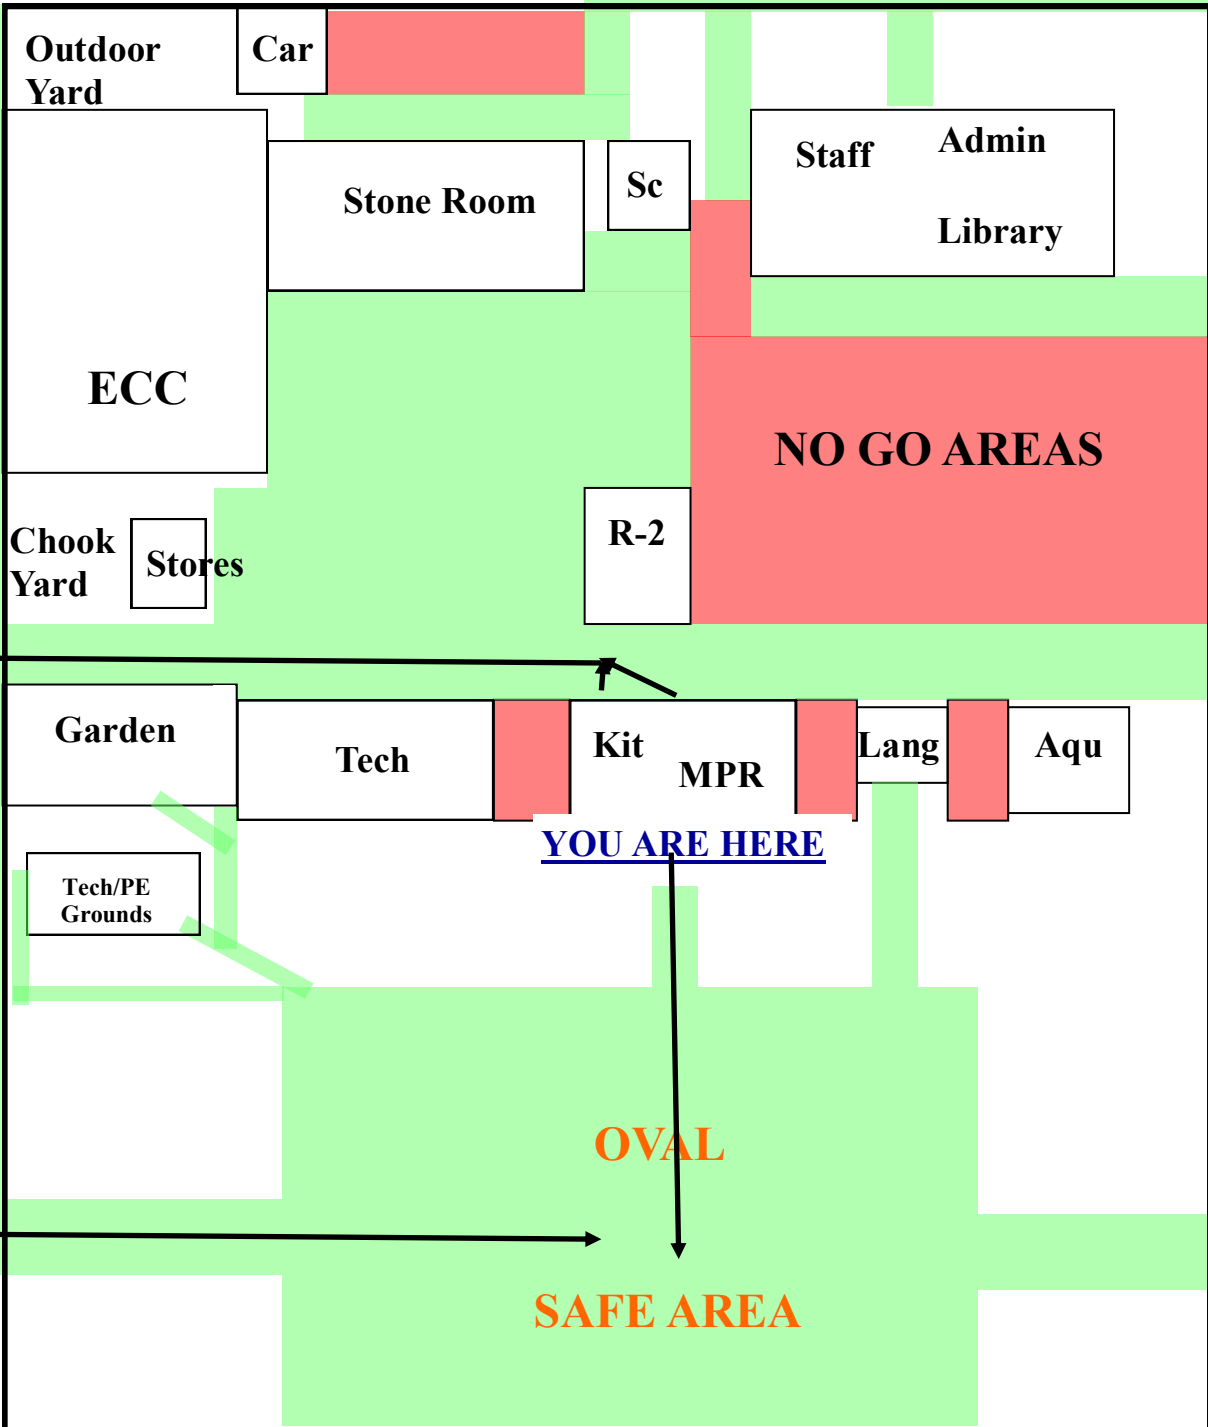 Outdoor
Yard
Car
Stone Room
Sc
Staff
Admin
Library
ECC
NO GO AREAS
R-2
Chook
Yard
Stores
Garden
Tech
Kit
MPR
Lang
Aqu
YOU ARE HERE
Tech/PE
Grounds
OVAL
SAFE AREA